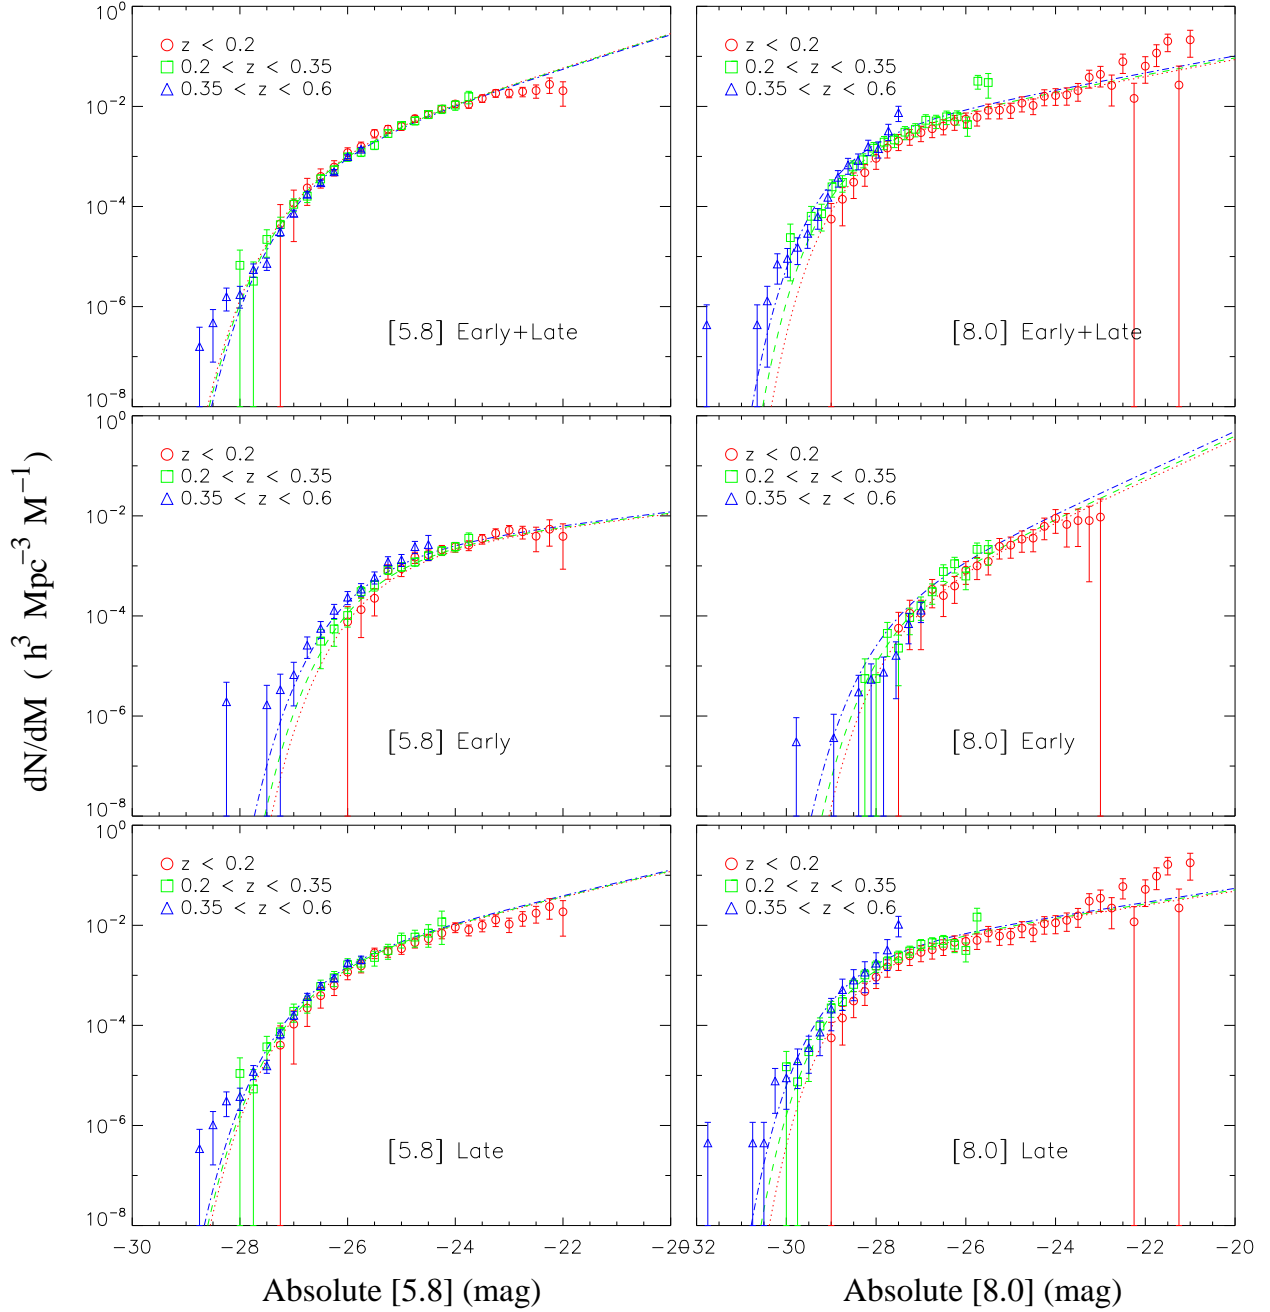 10^0
10^-2
10^-4
10^-6
10^-8
z < 0.2
0.2 < z < 0.35
0.35 < z < 0.6
[5.8] Early+Late
z < 0.2
0.2 < z < 0.35
0.35 < z < 0.6
[8.0] Early+Late
10^0
10^-2
10^-4
10^-6
10^-8
z < 0.2
0.2 < z < 0.35
0.35 < z < 0.6
[5.8] Early
z < 0.2
0.2 < z < 0.35
0.35 < z < 0.6
[8.0] Early
dN/dM ( h^3 Mpc^-3 M^-1)
10^0
10^-2
10^-4
10^-6
10^-8
z < 0.2
0.2 < z < 0.35
0.35 < z < 0.6
[5.8] Late
z < 0.2
0.2 < z < 0.35
0.35 < z < 0.6
[8.0] Late
-30 -28 -26 -24 -22 -20
-32 -30 -28 -26 -24 -22 -20
Absolute [5.8] (mag)
Absolute [8.0] (mag)